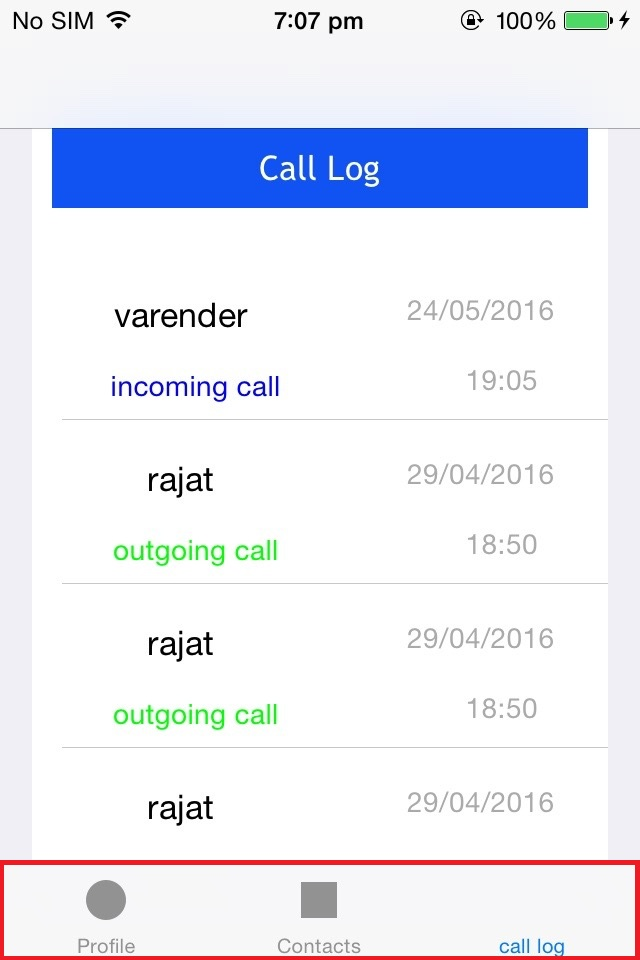 No SIM 7:07 pm 100%
Call Log
varender 24/05/2016
incoming call 19:05
rajat 29/04/2016
outgoing call 18:50
rajat 29/04/2016
outgoing call 18:50
rajat 29/04/2016
Profile Contacts call log